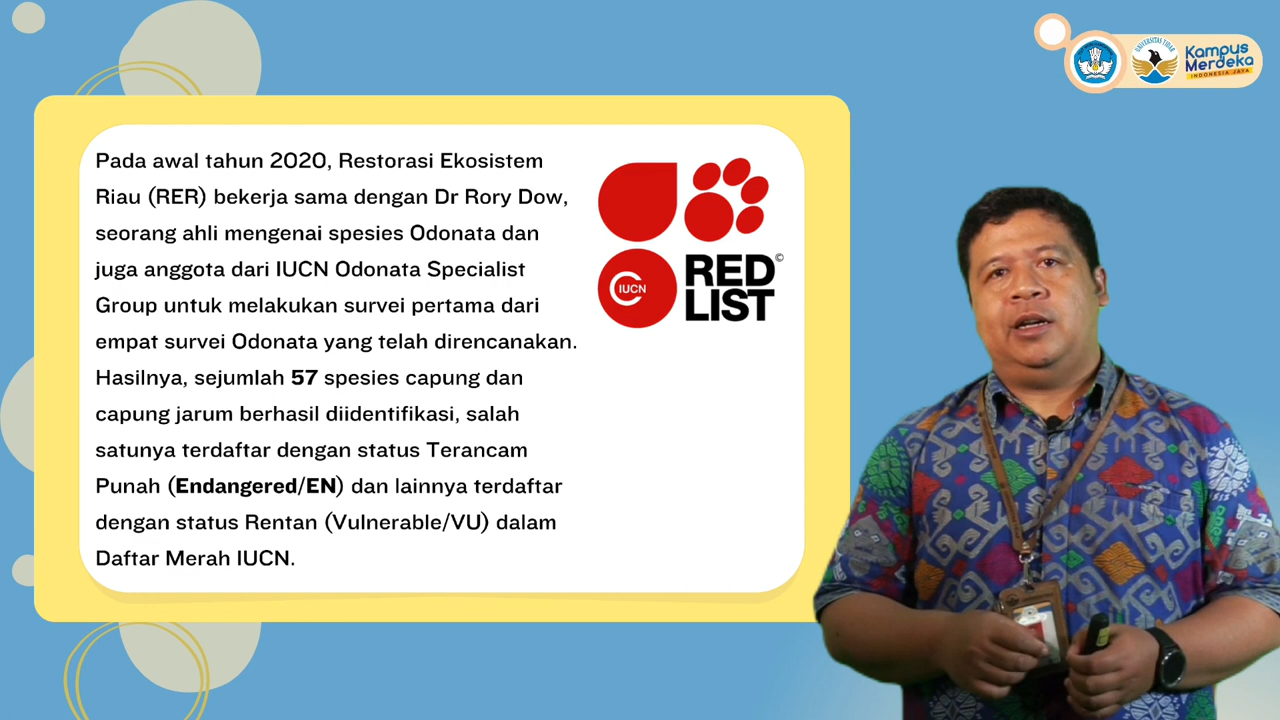 Pada awal tahun 2020, Restorasi Ekosistem
Riau (RER) bekerja sama dengan Dr Rory Dow,
seorang ahli mengenai spesies Odonata dan
juga anggota dari IUCN Odonata Specialist
Group untuk melakukan survei pertama dari
empat survei Odonata yang telah direncanakan.
Hasilnya, sejumlah 57 spesies capung dan
capung jarum berhasil diidentifikasi, salah
satunya terdaftar dengan status Terancam
Punah (Endangered/EN) dan lainnya terdaftar
dengan status Rentan (Vulnerable/VU) dalam
Daftar Merah IUCN.
IUCN
RED ©
LIST
UNIVERSITAS TIDAR
Kampus
Merdeka
INDONESIA JAYA